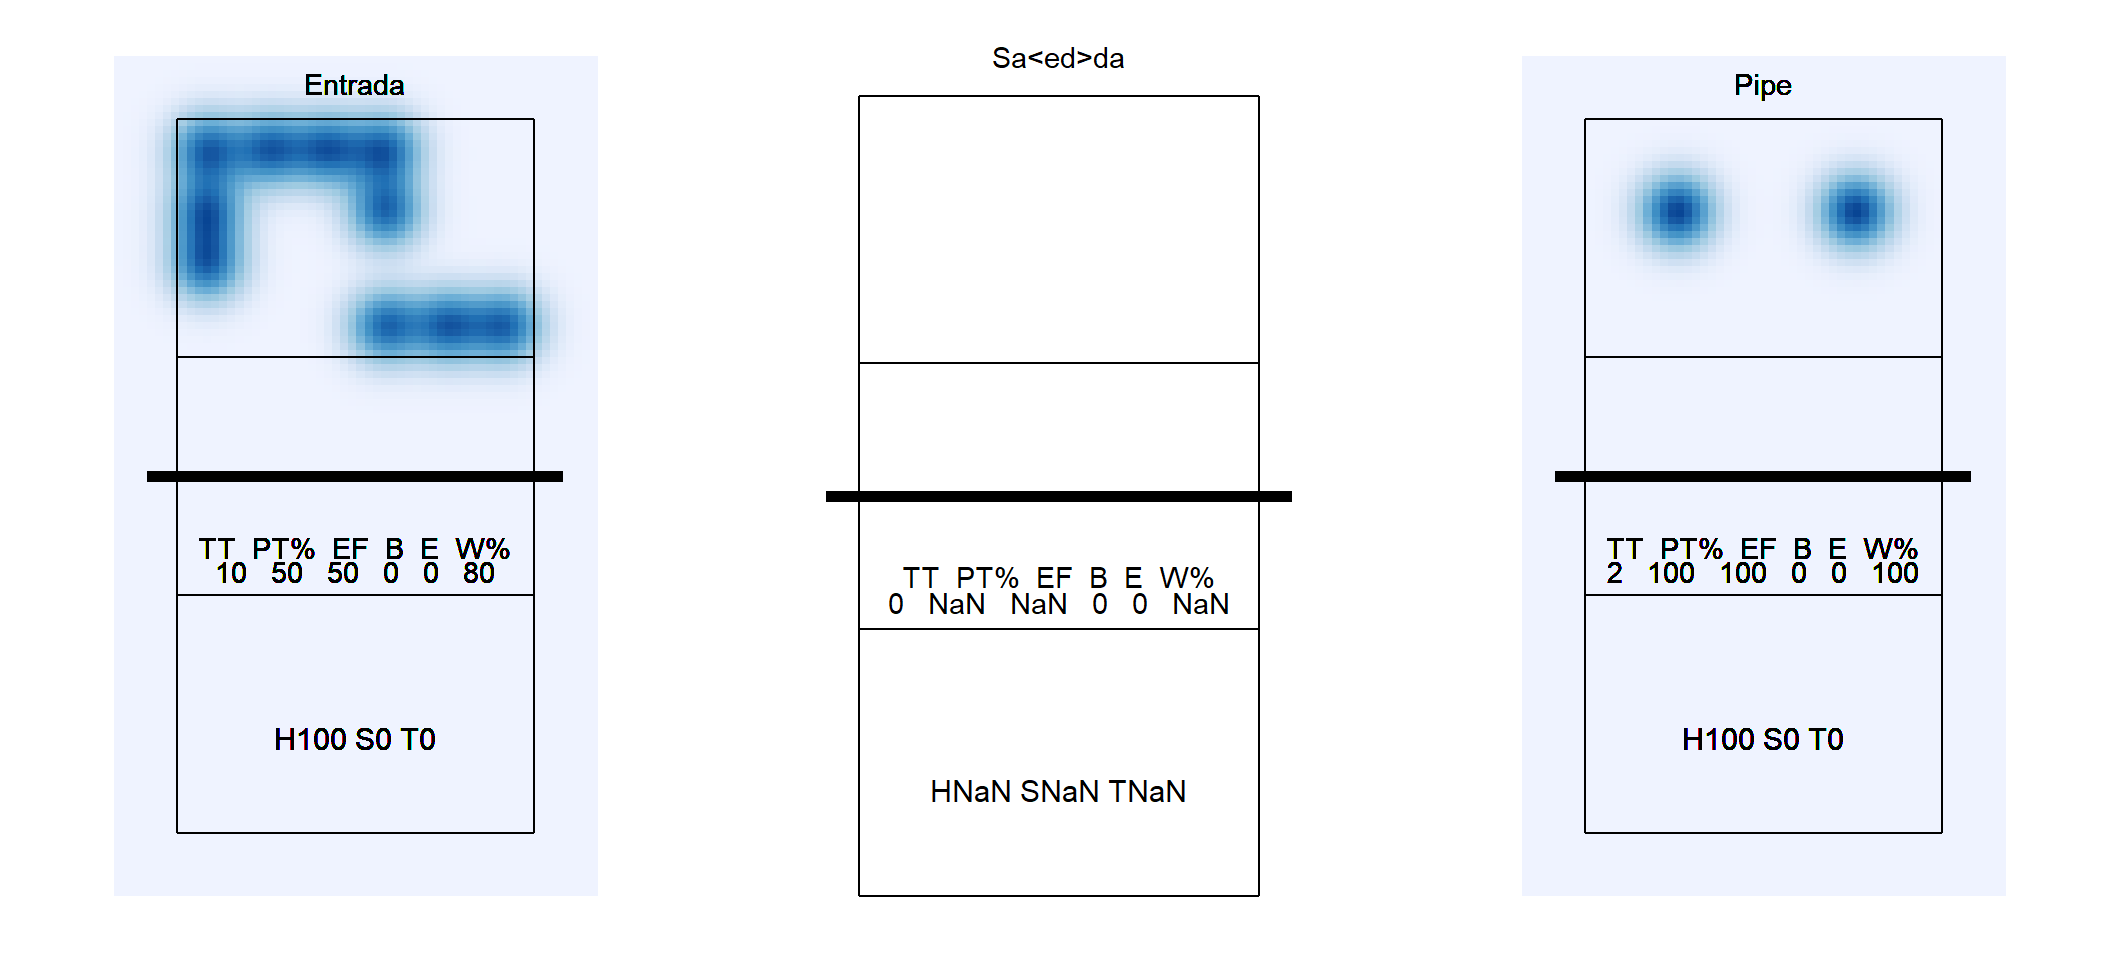 Entrada
TT PT% EF B E W%
10 50 50 0 0 80
H100 S0 T0
Sa<ed>da
TT PT% EF B E W%
0 NaN NaN 0 0 NaN
HNaN SNaN TNaN
Pipe
TT PT% EF B E W%
2 100 100 0 0 100
H100 S0 T0